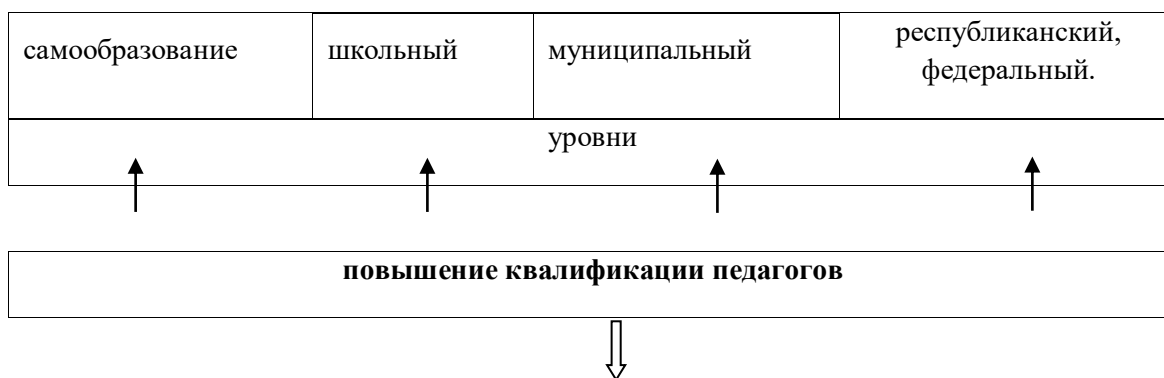 самообразование
школьный
муниципальный
республиканский,
федеральный.
уровни
повышение квалификации педагогов